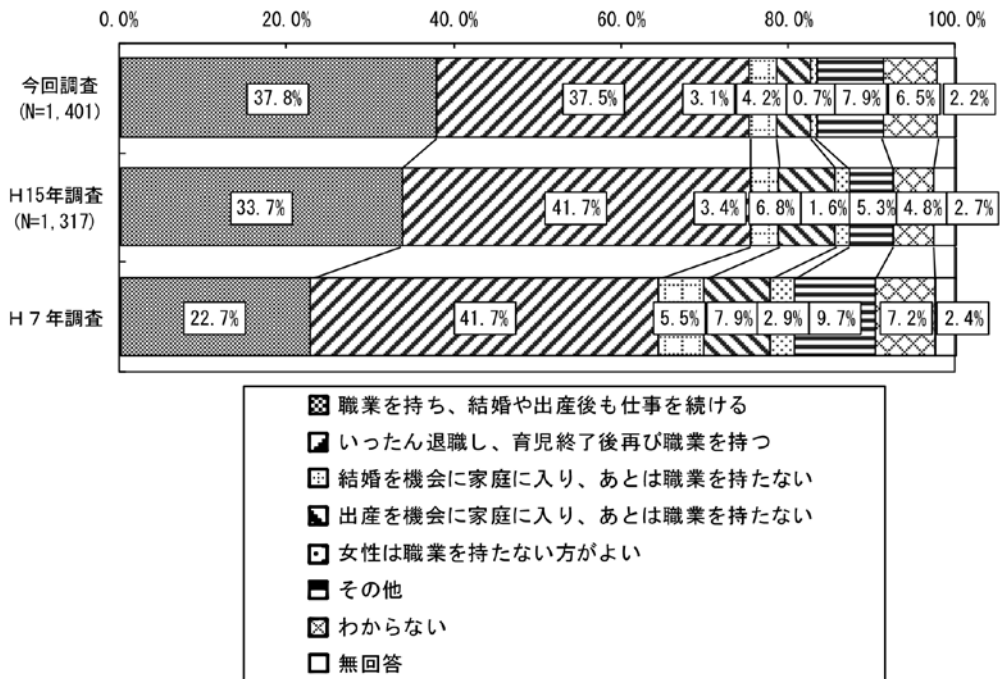 0.0% 20.0% 40.0% 60.0% 80.0% 100.0%
今回調査
(N=1,401)
37.8% 37.5% 3.1% 4.2% 0.7% 7.9% 6.5% 2.2%
H15年調査
(N=1,317)
33.7% 41.7% 3.4% 6.8% 1.6% 5.3% 4.8% 2.7%
H7年調査
22.7% 41.7% 5.5% 7.9% 2.9% 9.7% 7.2% 2.4%
職業を持ち、結婚や出産後も仕事を続ける
いったん退職し、育児終了後再び職業を持つ
結婚を機会に家庭に入り、あとは職業を持たない
出産を機会に家庭に入り、あとは職業を持たない
女性は職業を持たない方がよい
その他
わからない
無回答